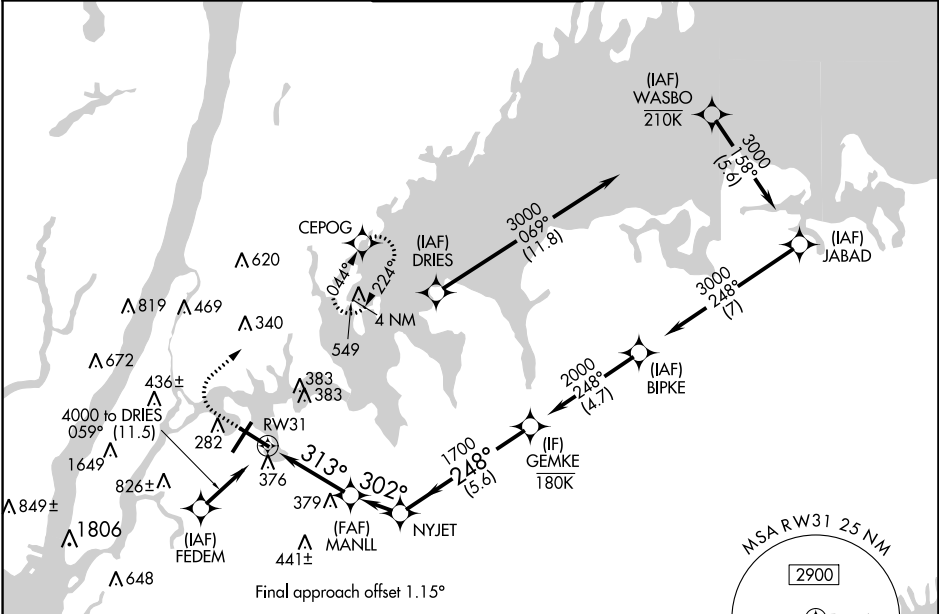 (IAF)
WASBO
210K
3000
158°
(5.6)
CEPOG
(IAF)
DRIES
3000
069°
(11.8)
(IAF)
JABAD
620
044°
224°
3000
248°
(7)
819
469
4 NM
340
549
672
(IAF)
BIPKE
436±
383
383
2000
248°
(4.7)
4000 to DRIES
059° (11.5)
282
RW31
(IF)
GEMKE
180K
1649
376
313°
302°
1700
248°
(5.6)
826±
379
849±
(IAF)
FEDEM
(FAF)
MANLL
NYJET
1806
441±
648
Final approach offset 1.15°
MSA RW31 25 NM
2900